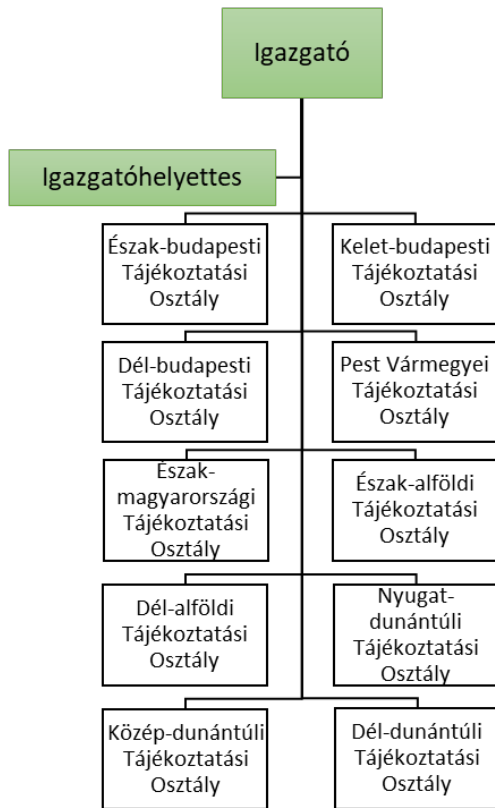 Igazgató
Igazgatóhelyettes
Észak-budapesti
Tájékoztatási
Osztály
Kelet-budapesti
Tájékoztatási
Osztály
Dél-budapesti
Tájékoztatási
Osztály
Pest Vármegyei
Tájékoztatási
Osztály
Észak-
magyarországi
Tájékoztatási
Osztály
Észak-alföldi
Tájékoztatási
Osztály
Dél-alföldi
Tájékoztatási
Osztály
Nyugat-
dunántúli
Tájékoztatási
Osztály
Közép-dunántúli
Tájékoztatási
Osztály
Dél-dunántúli
Tájékoztatási
Osztály